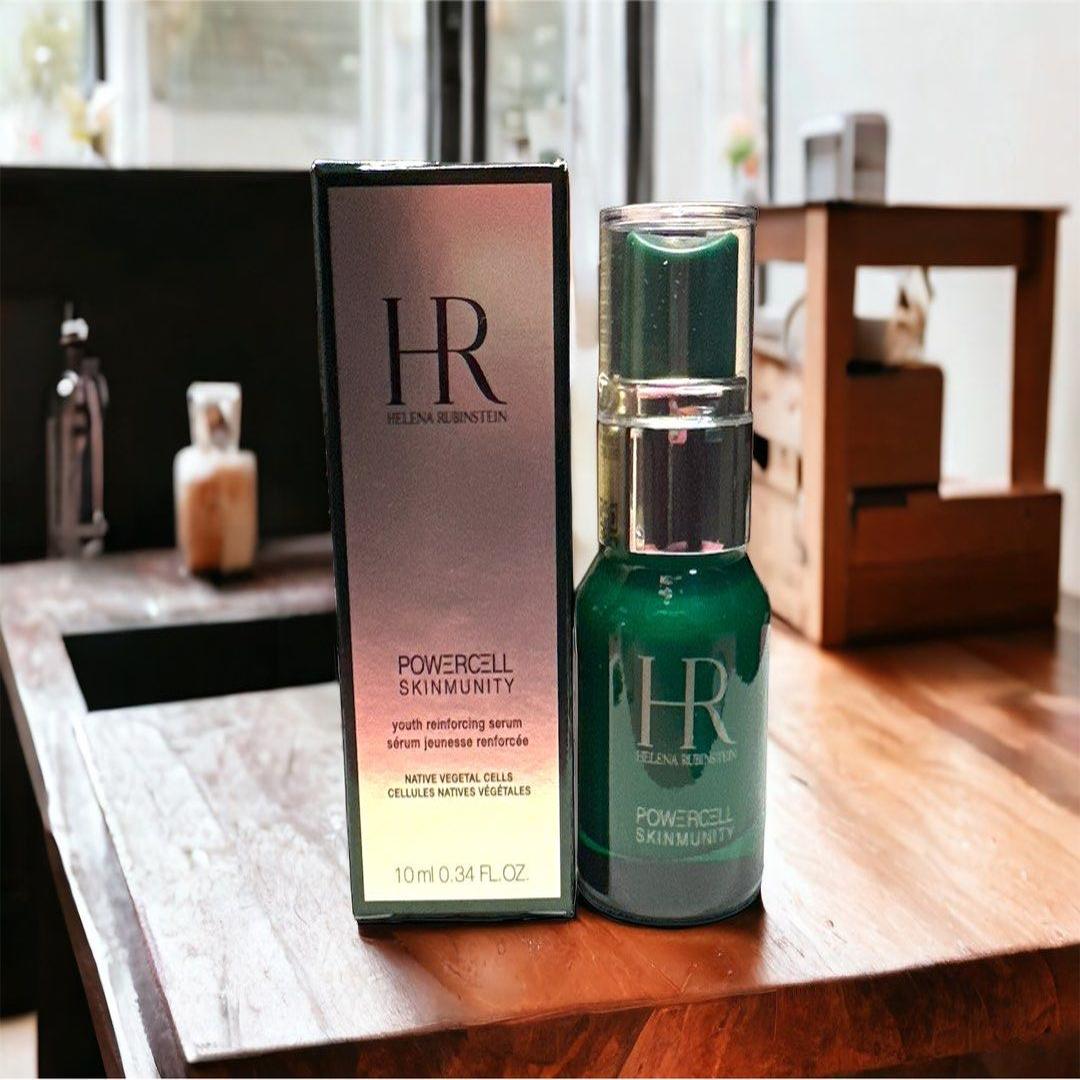 HR
HELENA RUBINSTEIN
POWERCELL
SKINMUNITY
youth reinforcing serum
sérum jeunesse renforcée
NATIVE VEGETAL CELLS
CELLULES NATIVES VÉGÉTALES
10 ml 0.34 FL.OZ.
HR
HELENA RUBINSTEIN
POWERCELL
SKINMUNITY